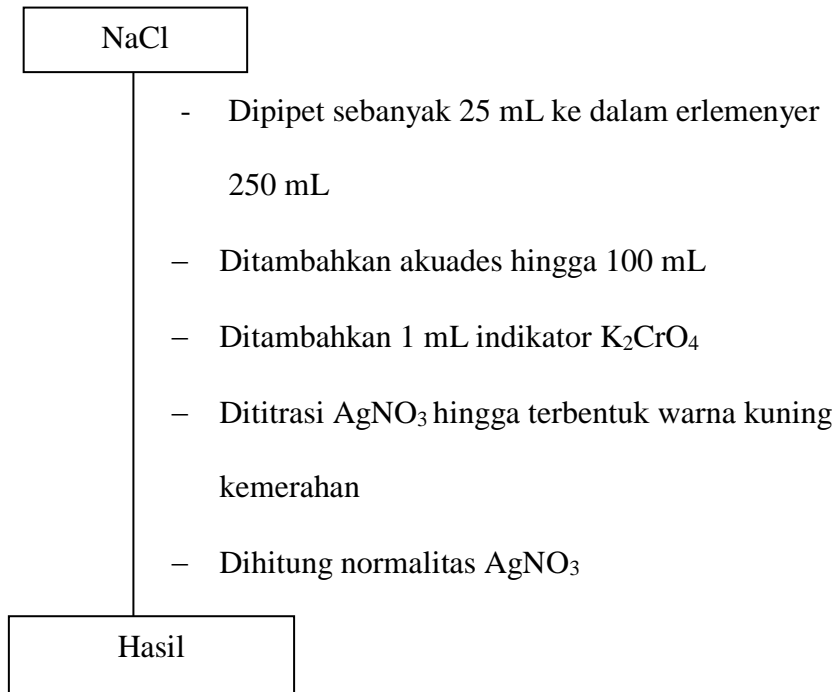 NaCl
- Dipipet sebanyak 25 mL ke dalam erlemenyer
250 mL
− Ditambahkan akuades hingga 100 mL
− Ditambahkan 1 mL indikator K₂CrO₄
− Dititrasi AgNO₃ hingga terbentuk warna kuning
kemerahan
− Dihitung normalitas AgNO₃
Hasil